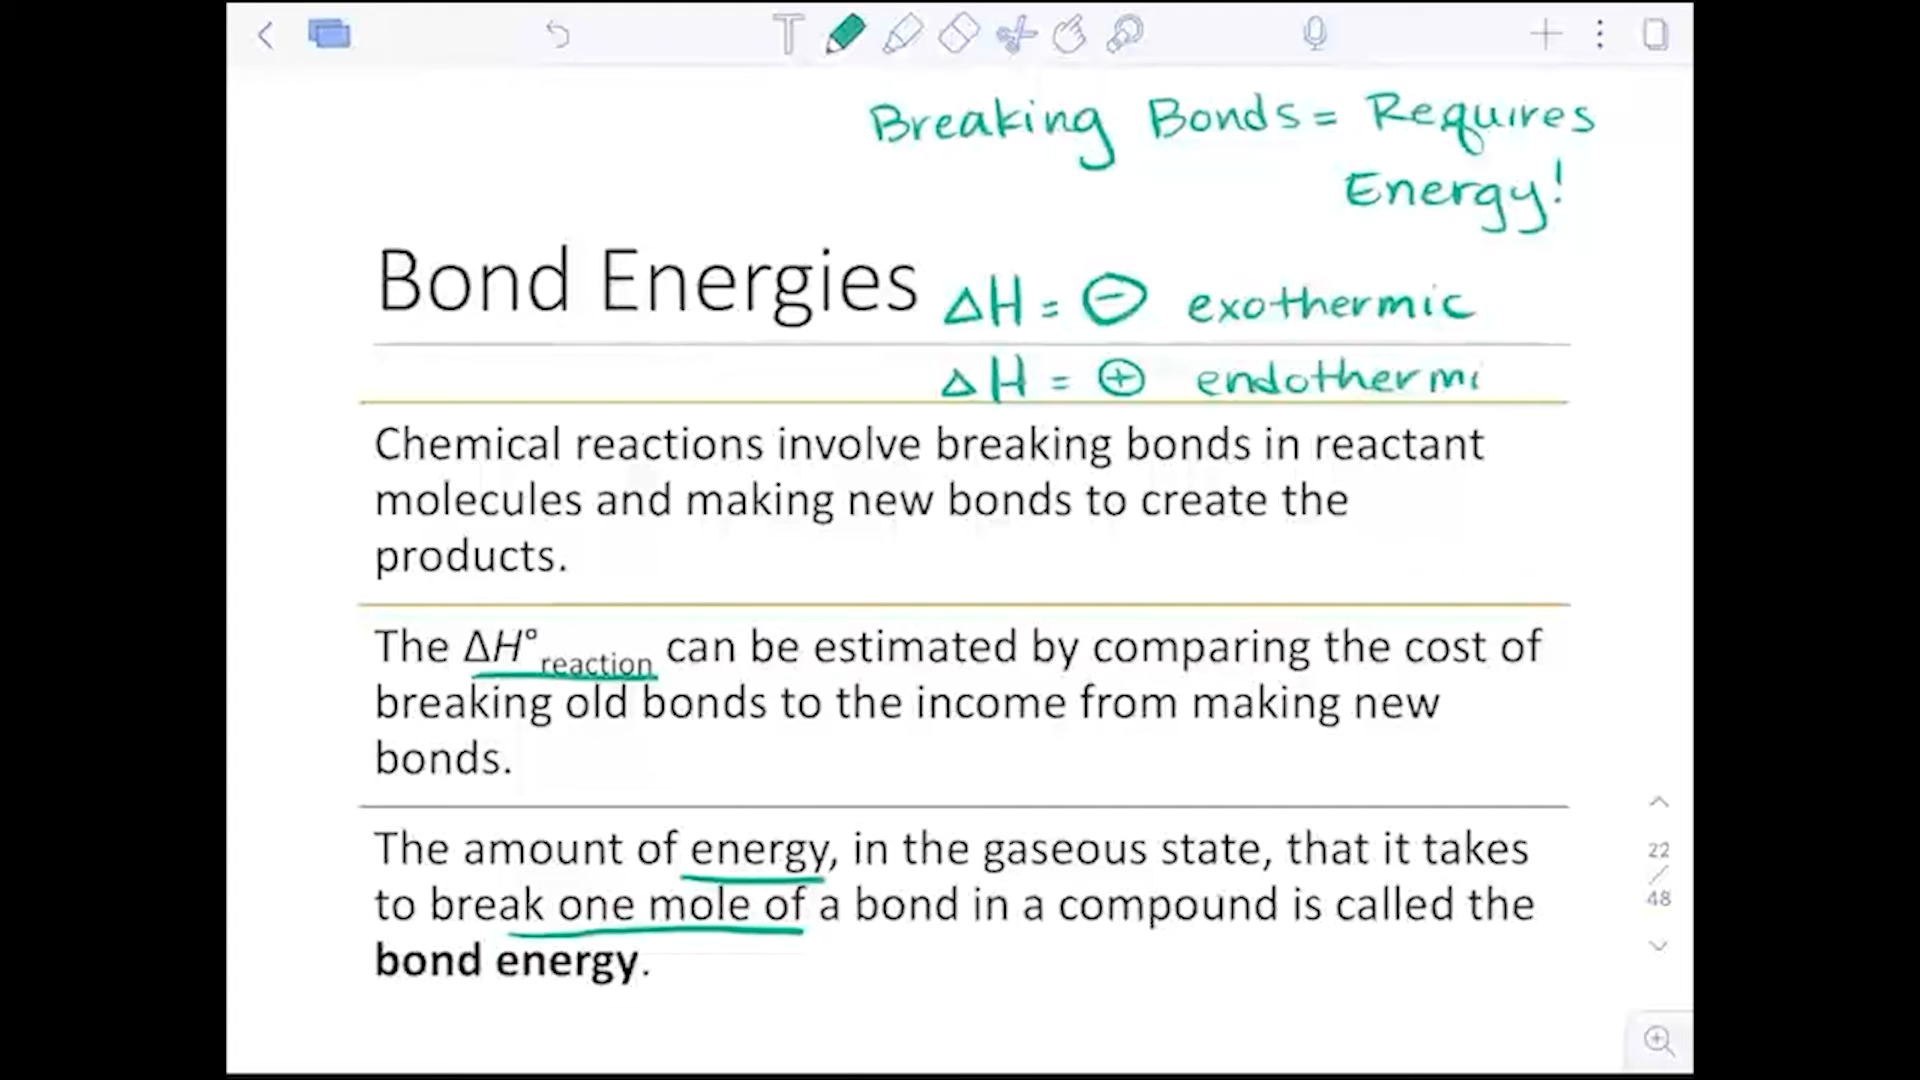 T
Breaking Bonds = Requires
Energy!
Bond Energies
ΔH = ⊖ exothermic
ΔH = ⊕ endothermi
Chemical reactions involve breaking bonds in reactant
molecules and making new bonds to create the
products.
The ΔH°reaction can be estimated by comparing the cost of
breaking old bonds to the income from making new
bonds.
The amount of energy, in the gaseous state, that it takes
to break one mole of a bond in a compound is called the
bond energy.
22
/
48